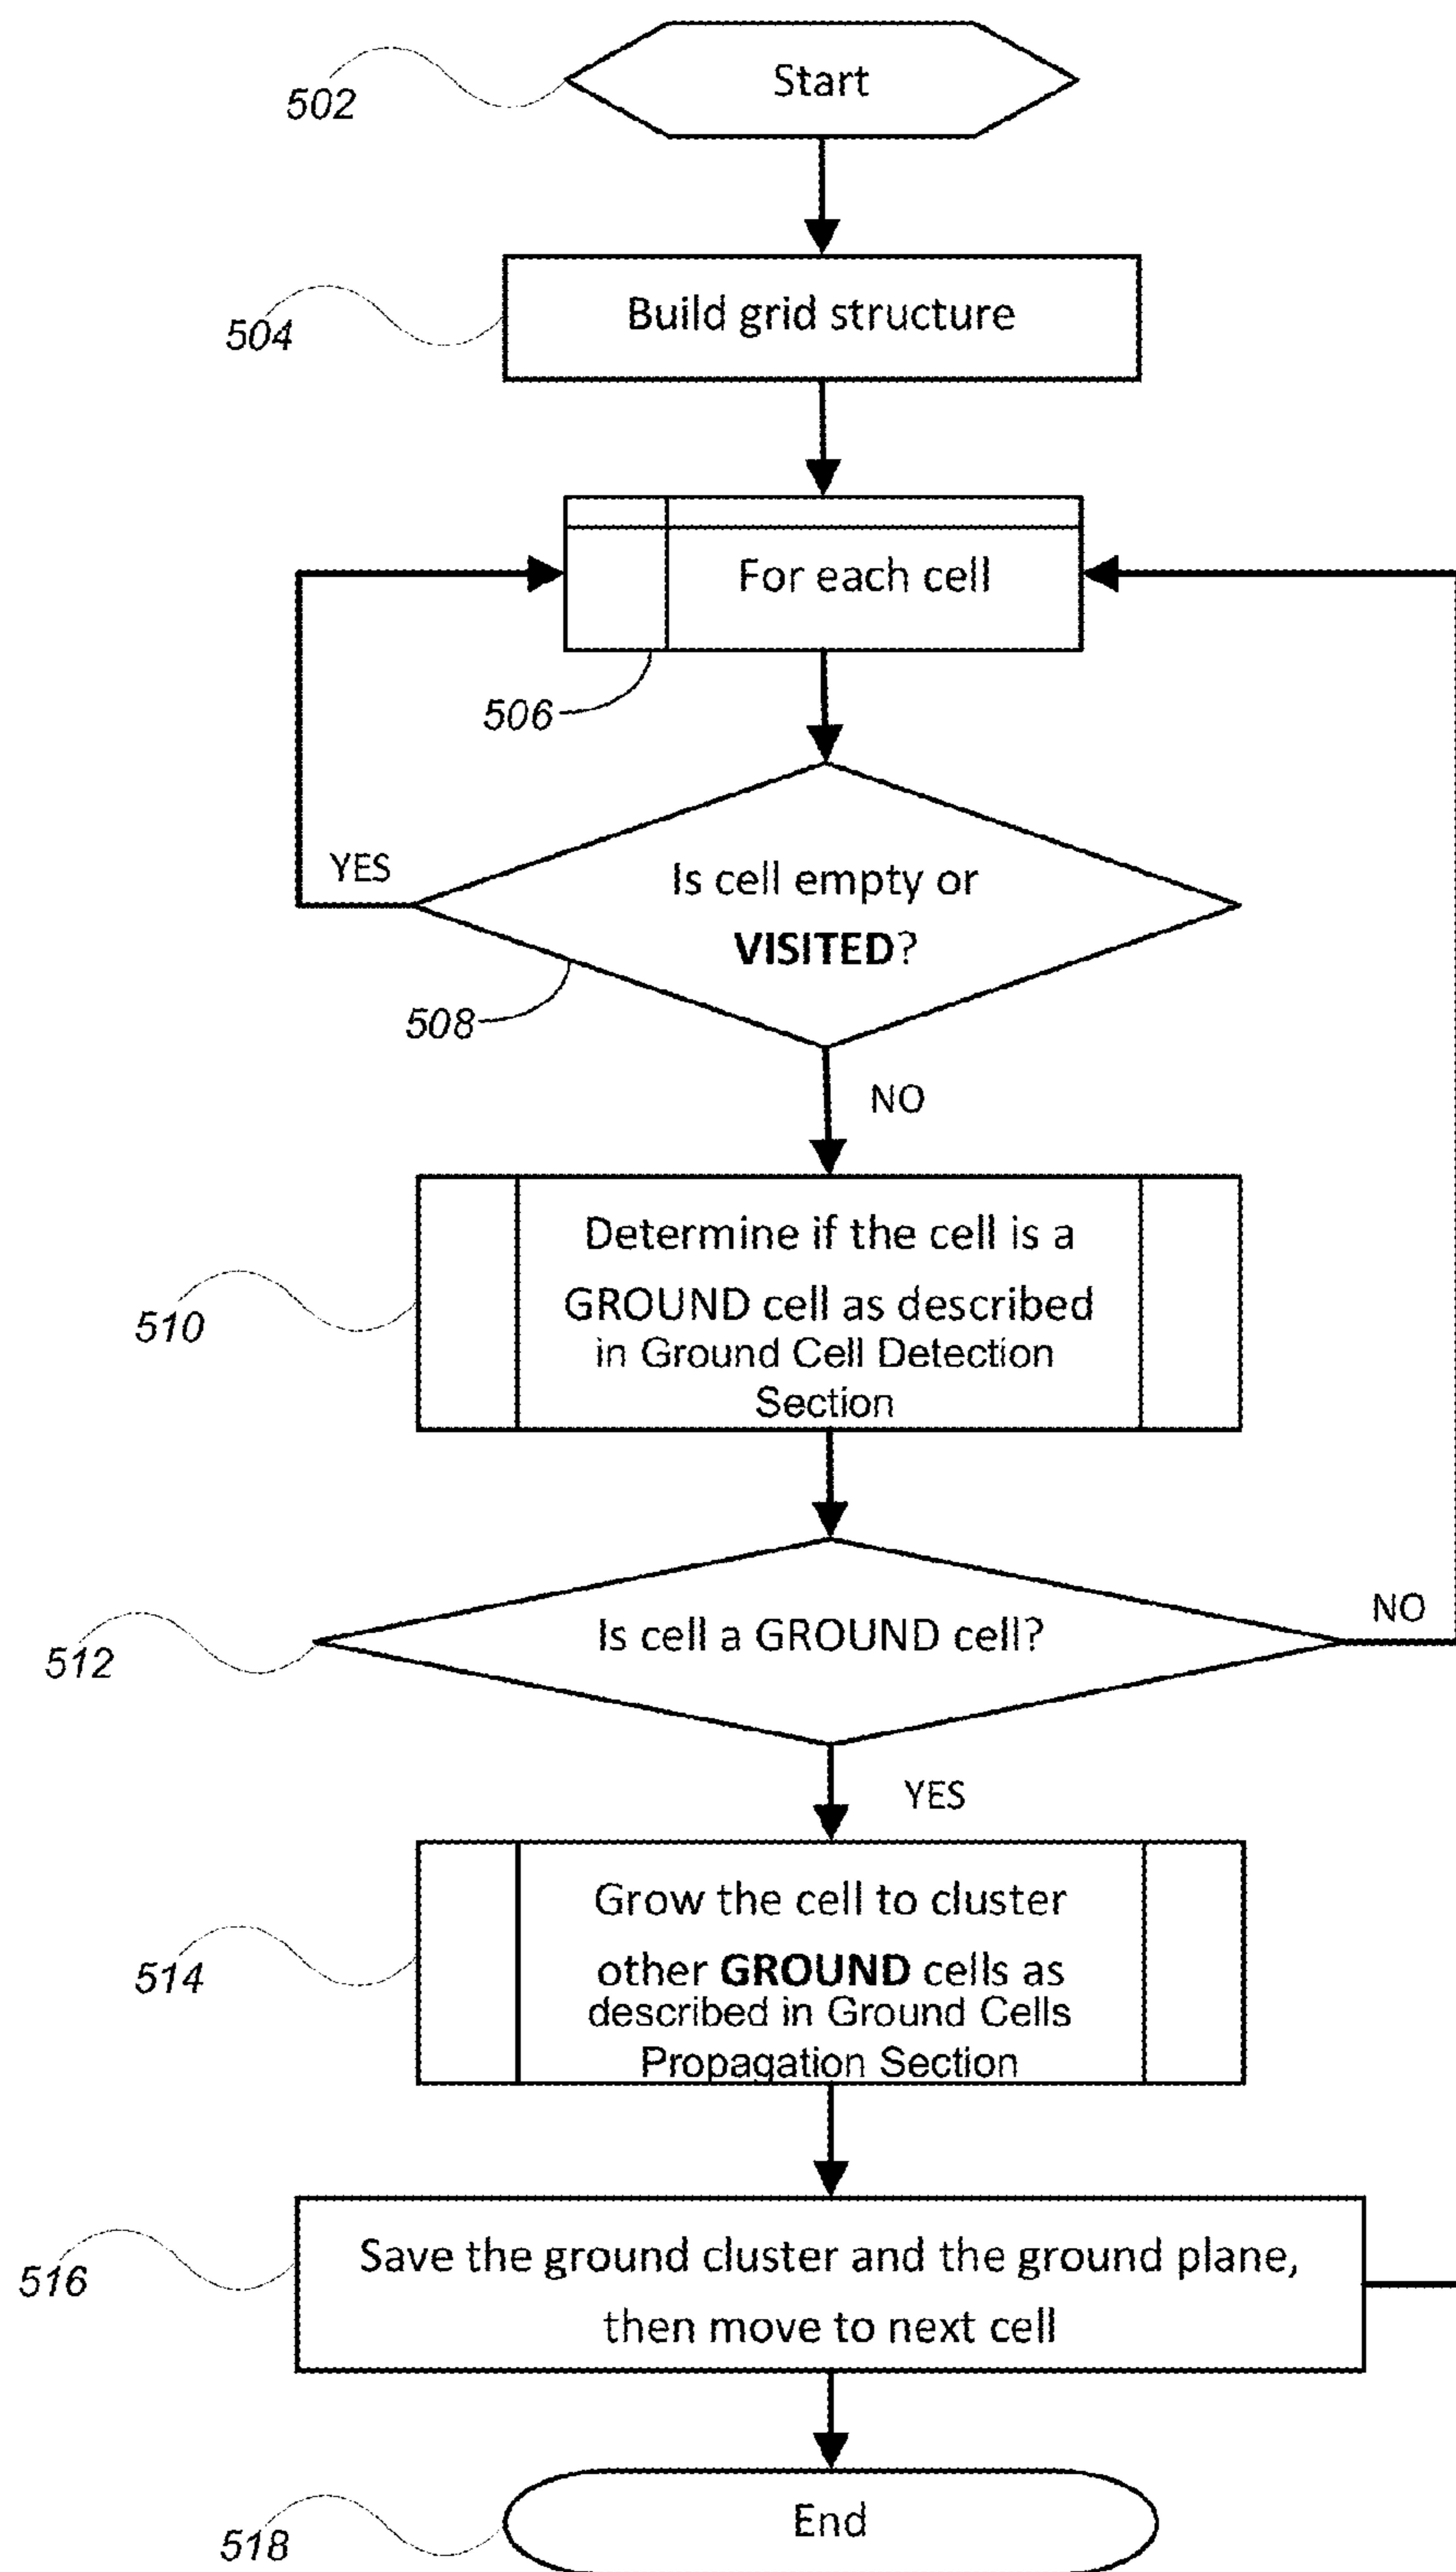 Start
502
Build grid structure
504
For each cell
506
YES
Is cell empty or
VISITED?
508
NO
Determine if the cell is a
GROUND cell as described
in Ground Cell Detection
Section
510
Is cell a GROUND cell?
NO
512
YES
Grow the cell to cluster
other GROUND cells as
described in Ground Cells
Propagation Section
514
Save the ground cluster and the ground plane,
then move to next cell
516
End
518